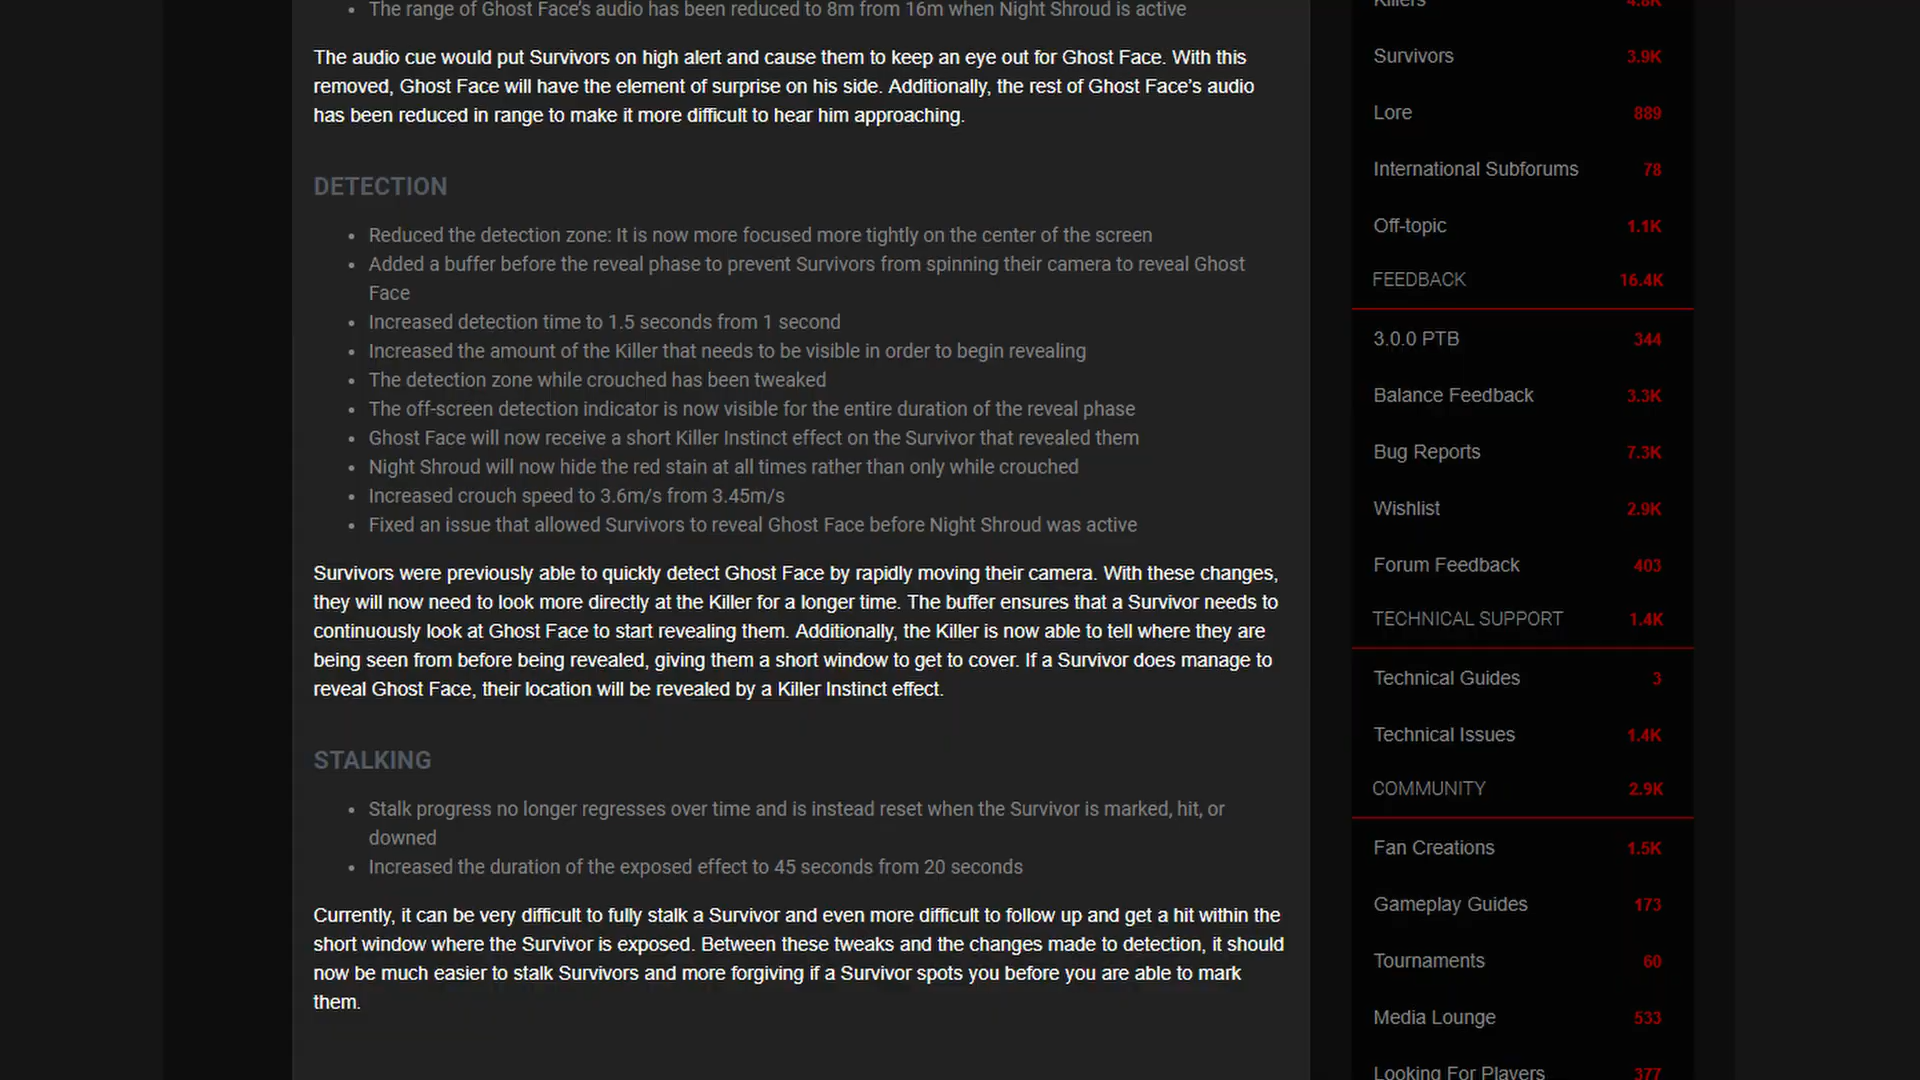 The range of Ghost Face's audio has been reduced to 8m from 16m when Night Shroud is active
The audio cue would put Survivors on high alert and cause them to keep an eye out for Ghost Face. With this
removed, Ghost Face will have the element of surprise on his side. Additionally, the rest of Ghost Face's audio
has been reduced in range to make it more difficult to hear him approaching.
DETECTION
Reduced the detection zone: It is now more focused more tightly on the center of the screen
Added a buffer before the reveal phase to prevent Survivors from spinning their camera to reveal Ghost
Face
Increased detection time to 1.5 seconds from 1 second
Increased the amount of the Killer that needs to be visible in order to begin revealing
The detection zone while crouched has been tweaked
The off-screen detection indicator is now visible for the entire duration of the reveal phase
Ghost Face will now receive a short Killer Instinct effect on the Survivor that revealed them
Night Shroud will now hide the red stain at all times rather than only while crouched
Increased crouch speed to 3.6m/s from 3.45m/s
Fixed an issue that allowed Survivors to reveal Ghost Face before Night Shroud was active
Survivors were previously able to quickly detect Ghost Face by rapidly moving their camera. With these changes,
they will now need to look more directly at the Killer for a longer time. The buffer ensures that a Survivor needs to
continuously look at Ghost Face to start revealing them. Additionally, the Killer is now able to tell where they are
being seen from before being revealed, giving them a short window to get to cover. If a Survivor does manage to
reveal Ghost Face, their location will be revealed by a Killer Instinct effect.
STALKING
Stalk progress no longer regresses over time and is instead reset when the Survivor is marked, hit, or
downed
Increased the duration of the exposed effect to 45 seconds from 20 seconds
Currently, it can be very difficult to fully stalk a Survivor and even more difficult to follow up and get a hit within the
short window where the Survivor is exposed. Between these tweaks and the changes made to detection, it should
now be much easier to stalk Survivors and more forgiving if a Survivor spots you before you are able to mark
them.
Killers 4.8K
Survivors 3.9K
Lore 889
International Subforums 78
Off-topic 1.1K
FEEDBACK 16.4K
3.0.0 PTB 344
Balance Feedback 3.3K
Bug Reports 7.3K
Wishlist 2.9K
Forum Feedback 403
TECHNICAL SUPPORT 1.4K
Technical Guides 3
Technical Issues 1.4K
COMMUNITY 2.9K
Fan Creations 1.5K
Gameplay Guides 173
Tournaments 60
Media Lounge 533
Looking For Players 377